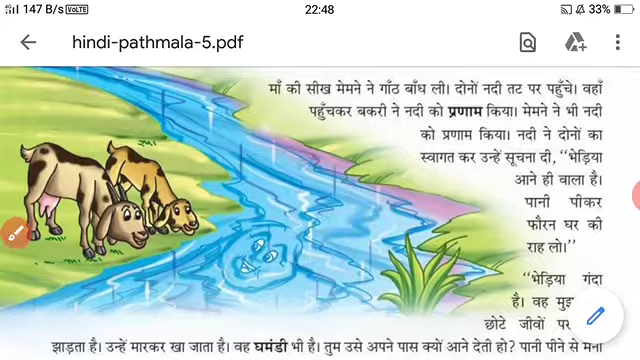 147 B/s VoLTE 22:48 33%
hindi-pathmala-5.pdf
माँ की सीख मेमने ने गाँठ बाँध ली। दोनों नदी तट पर पहुँचे। वहाँ
पहुँचकर बकरी ने नदी को प्रणाम किया। मेमने ने भी नदी
को प्रणाम किया। नदी ने दोनों का
स्वागत कर उन्हें सूचना दी, “भेड़िया
आने ही वाला है।
पानी पीकर
फौरन घर की
राह लो।”
“भेड़िया गंदा
है। वह
छोटे जीवों पर
झाड़ता है। उन्हें मारकर खा जाता है। वह घमंडी भी है। तुम उसे अपने पास क्यों आने देती हो? पानी पीने से मना